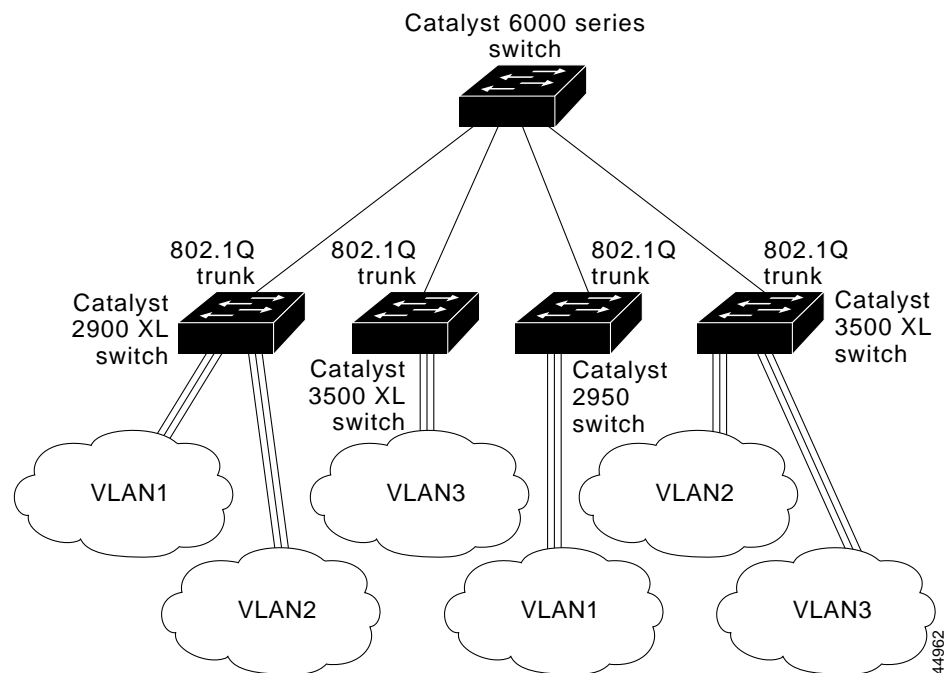 Catalyst 6000 series
switch
802.1Q
trunk
802.1Q
trunk
802.1Q
trunk
802.1Q
trunk
Catalyst
2900 XL
switch
Catalyst
3500 XL
switch
Catalyst
2950
switch
Catalyst
3500 XL
switch
VLAN1
VLAN3
VLAN2
VLAN2
VLAN1
VLAN3
44962